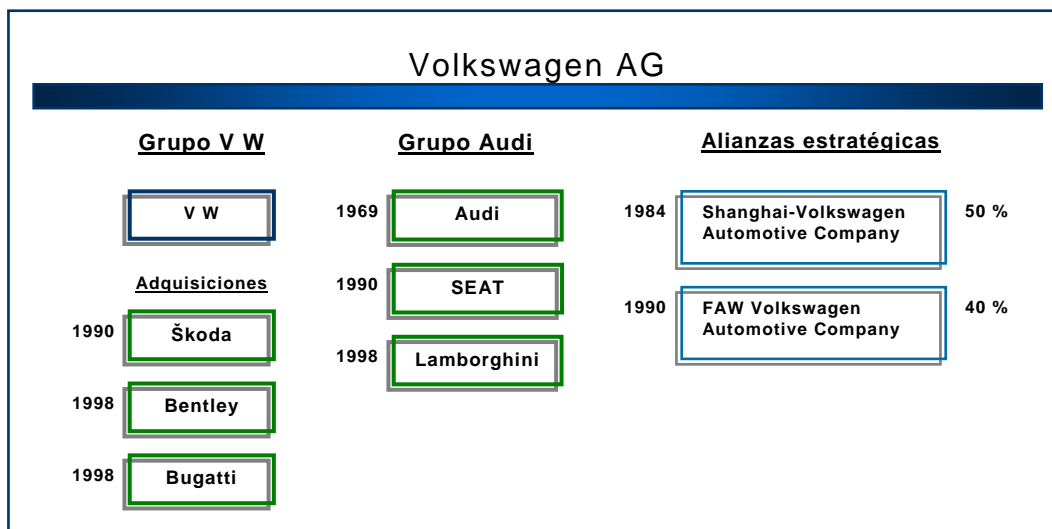 Volkswagen AG
Grupo V W
V W
Adquisiciones
1990 Škoda
1998 Bentley
1998 Bugatti
Grupo Audi
1969 Audi
1990 SEAT
1998 Lamborghini
Alianzas estratégicas
1984 Shanghai-Volkswagen 50 %
Automotive Company
1990 FAW Volkswagen 40 %
Automotive Company